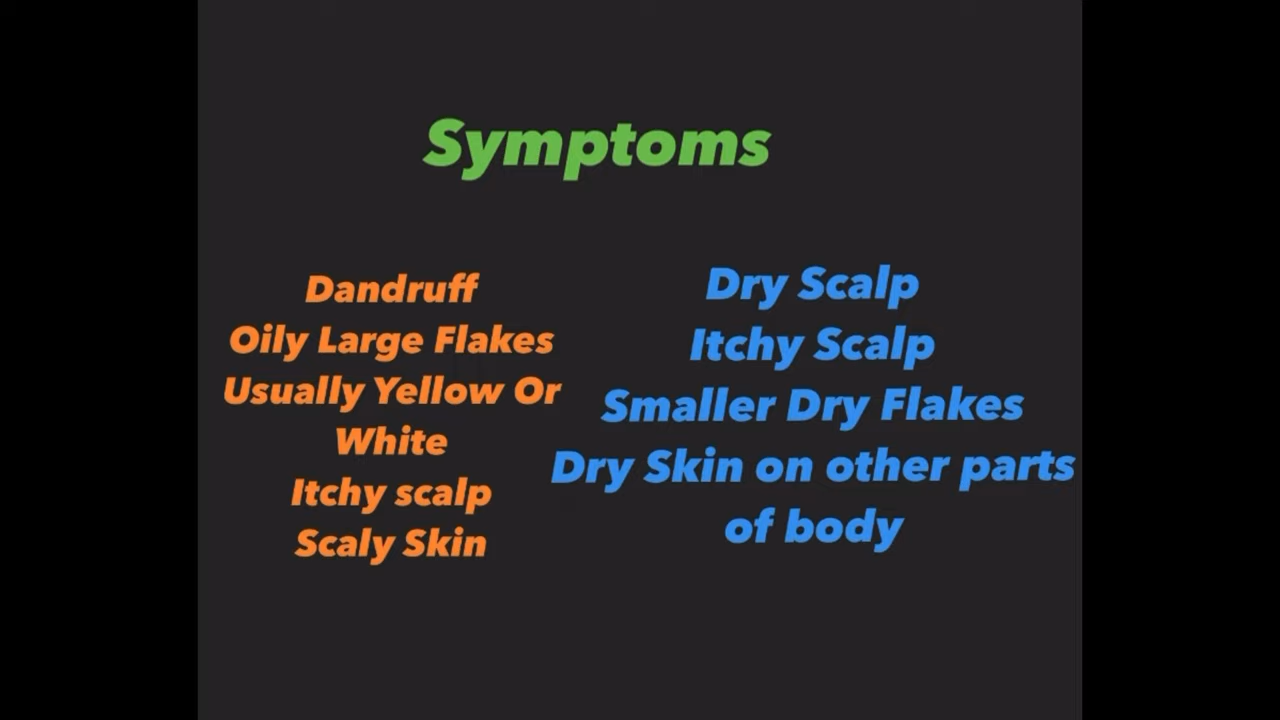 Symptoms
Dandruff
Oily Large Flakes
Usually Yellow Or
White
Itchy scalp
Scaly Skin
Dry Scalp
Itchy Scalp
Smaller Dry Flakes
Dry Skin on other parts
of body